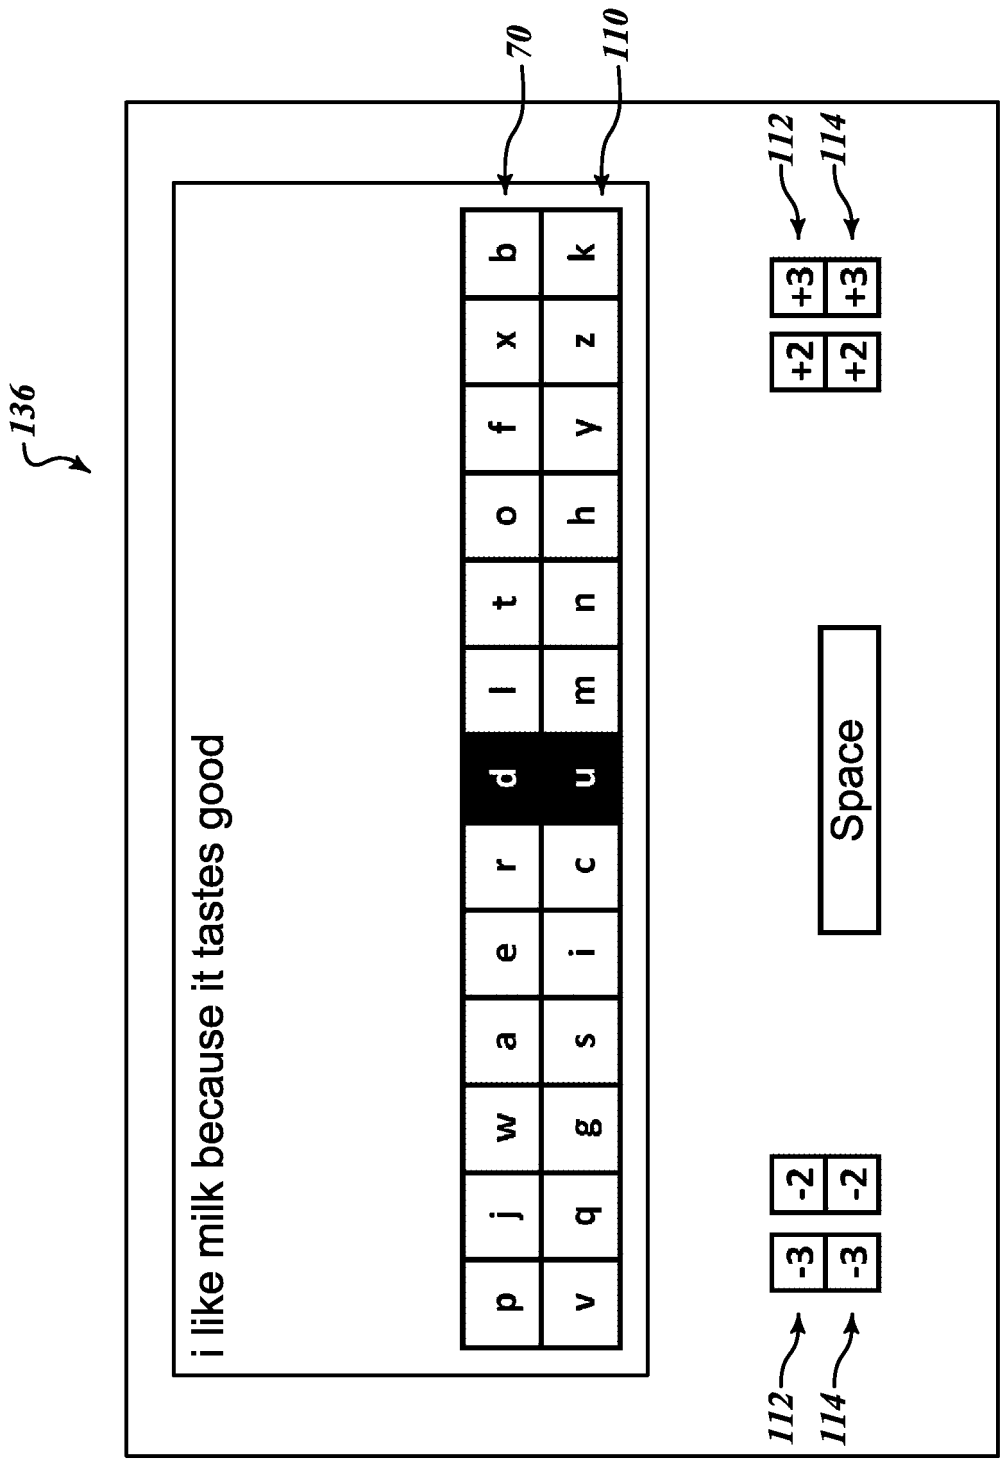 136
i like milk because it tastes good
p j w a e r d l t o f x b
70
v q g s i c u m n h y z k
110
112 -3 -2 +2 +3 112
114 -3 -2 Space +2 +3 114